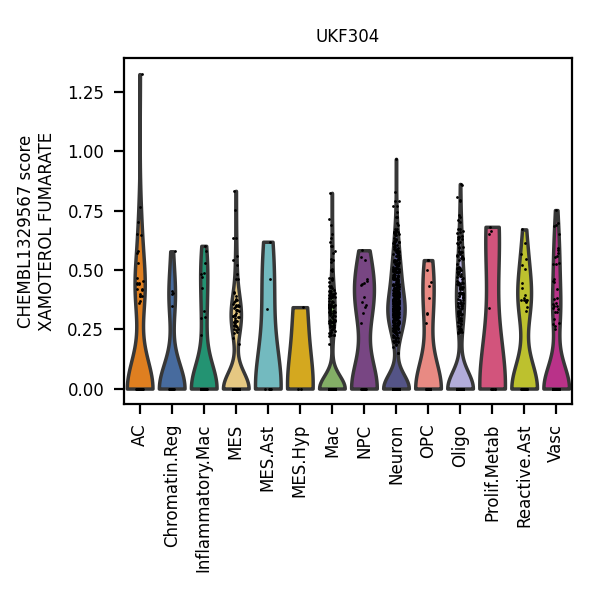 UKF304
CHEMBL1329567 score
XAMOTEROL FUMARATE
1.25
1.00
0.75
0.50
0.25
0.00
AC
Chromatin.Reg
Inflammatory.Mac
MES
MES.Ast
MES.Hyp
Mac
NPC
Neuron
OPC
Oligo
Prolif.Metab
Reactive.Ast
Vasc